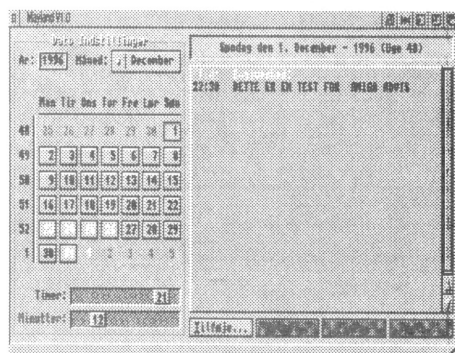 Mayland V1.0
Dato Indstillinger
År: 1996 Måned: December
Man Tir Ons Tor Fre Lør Søn
48 25 26 27 28 29 30 1
49 2 3 4 5 6 7 8
50 9 10 11 12 13 14 15
51 16 17 18 19 20 21 22
52 27 28 29
1 30 1 2 3 4 5
Timer: 21
Minutter: 12
Søndag den 1. December - 1996 (Uge 48)
22:30 DETTE ER EN TEST FOR AMIGA ADVIS
Tilføje...